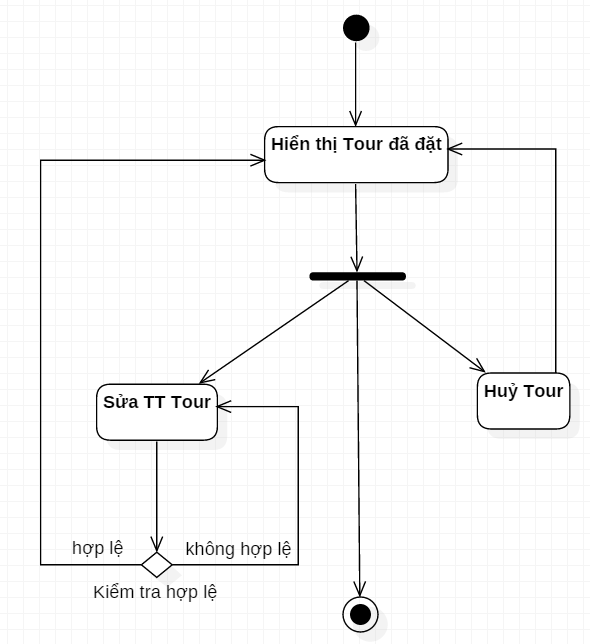 Hiển thị Tour đã đặt
Sửa TT Tour
Huỷ Tour
hợp lệ
không hợp lệ
Kiểm tra hợp lệ